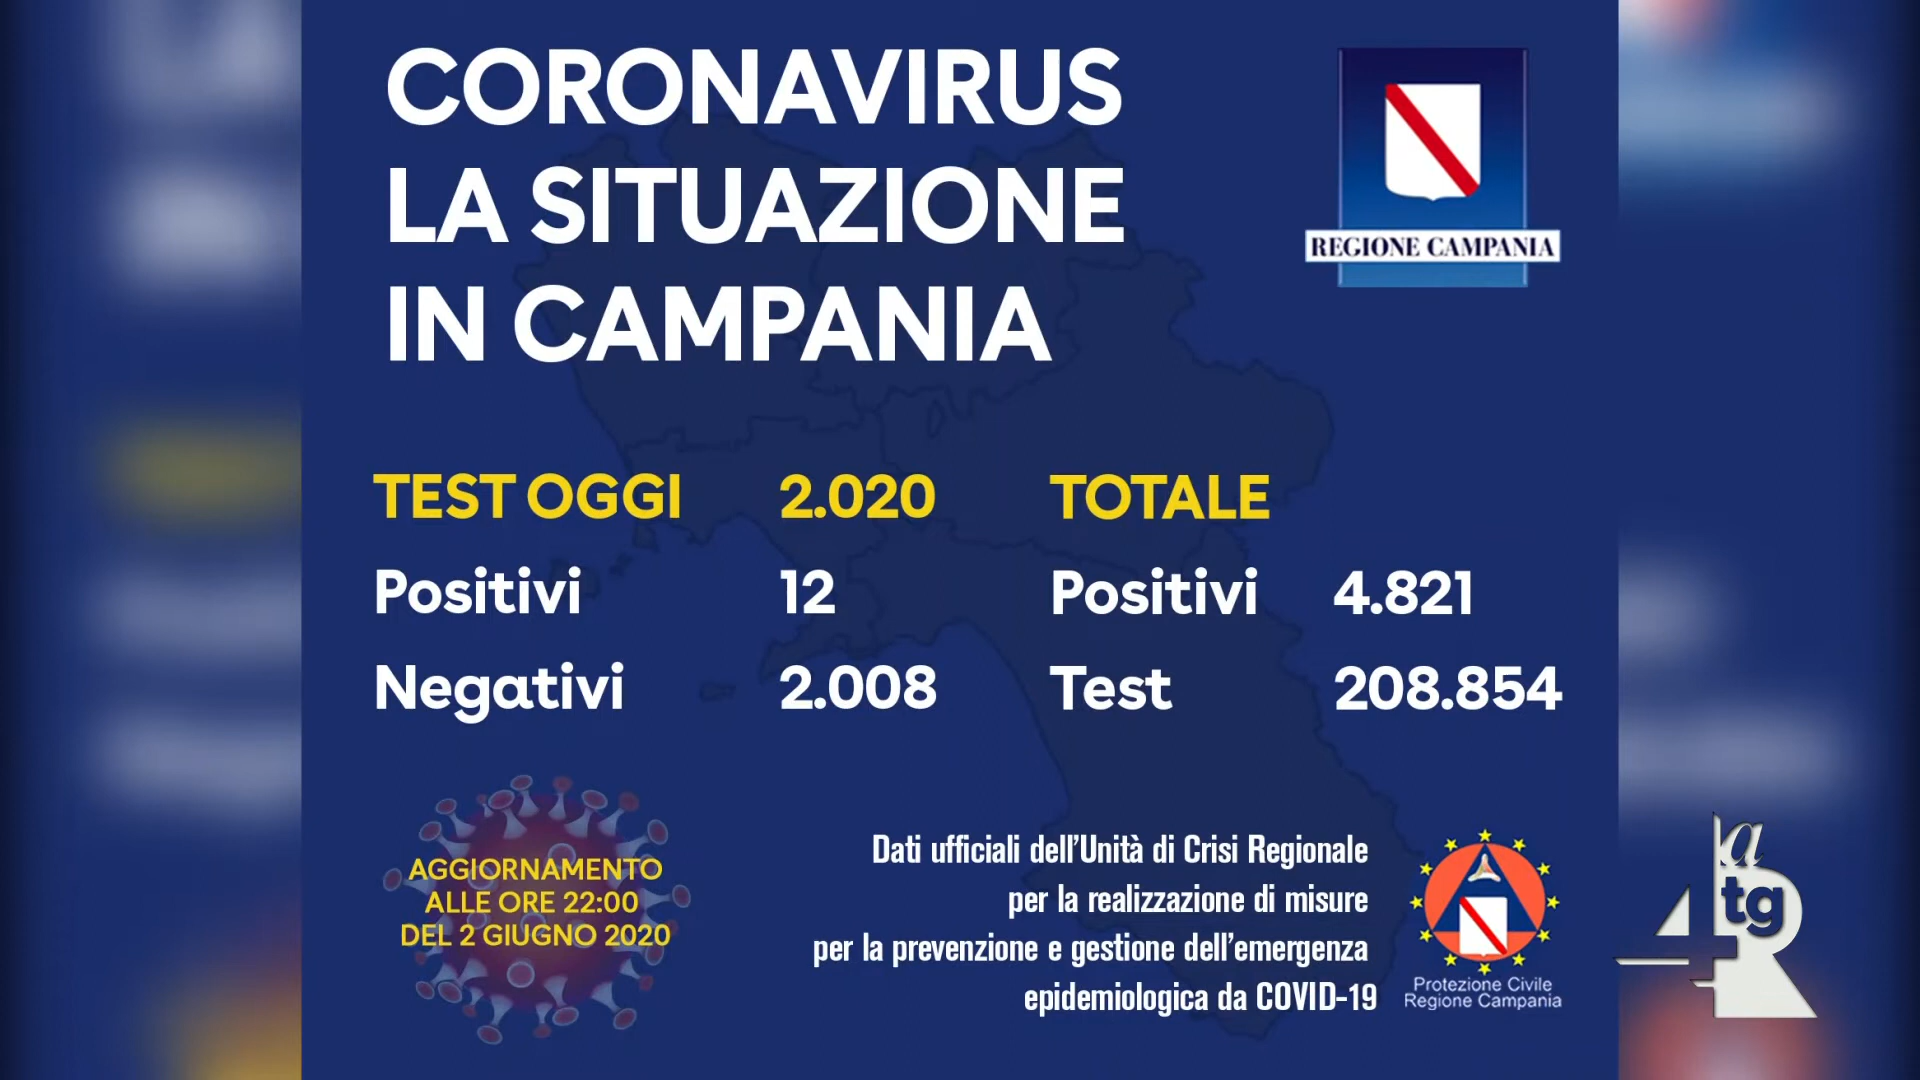 CORONAVIRUS
LA SITUAZIONE
IN CAMPANIA
REGIONE CAMPANIA
TEST OGGI 2.020
Positivi 12
Negativi 2.008
TOTALE
Positivi 4.821
Test 208.854
AGGIORNAMENTO
ALLE ORE 22:00
DEL 2 GIUGNO 2020
Dati ufficiali dell'Unità di Crisi Regionale
per la realizzazione di misure
per la prevenzione e gestione dell'emergenza
epidemiologica da COVID-19
Protezione Civile
Regione Campania
la
tg
4R